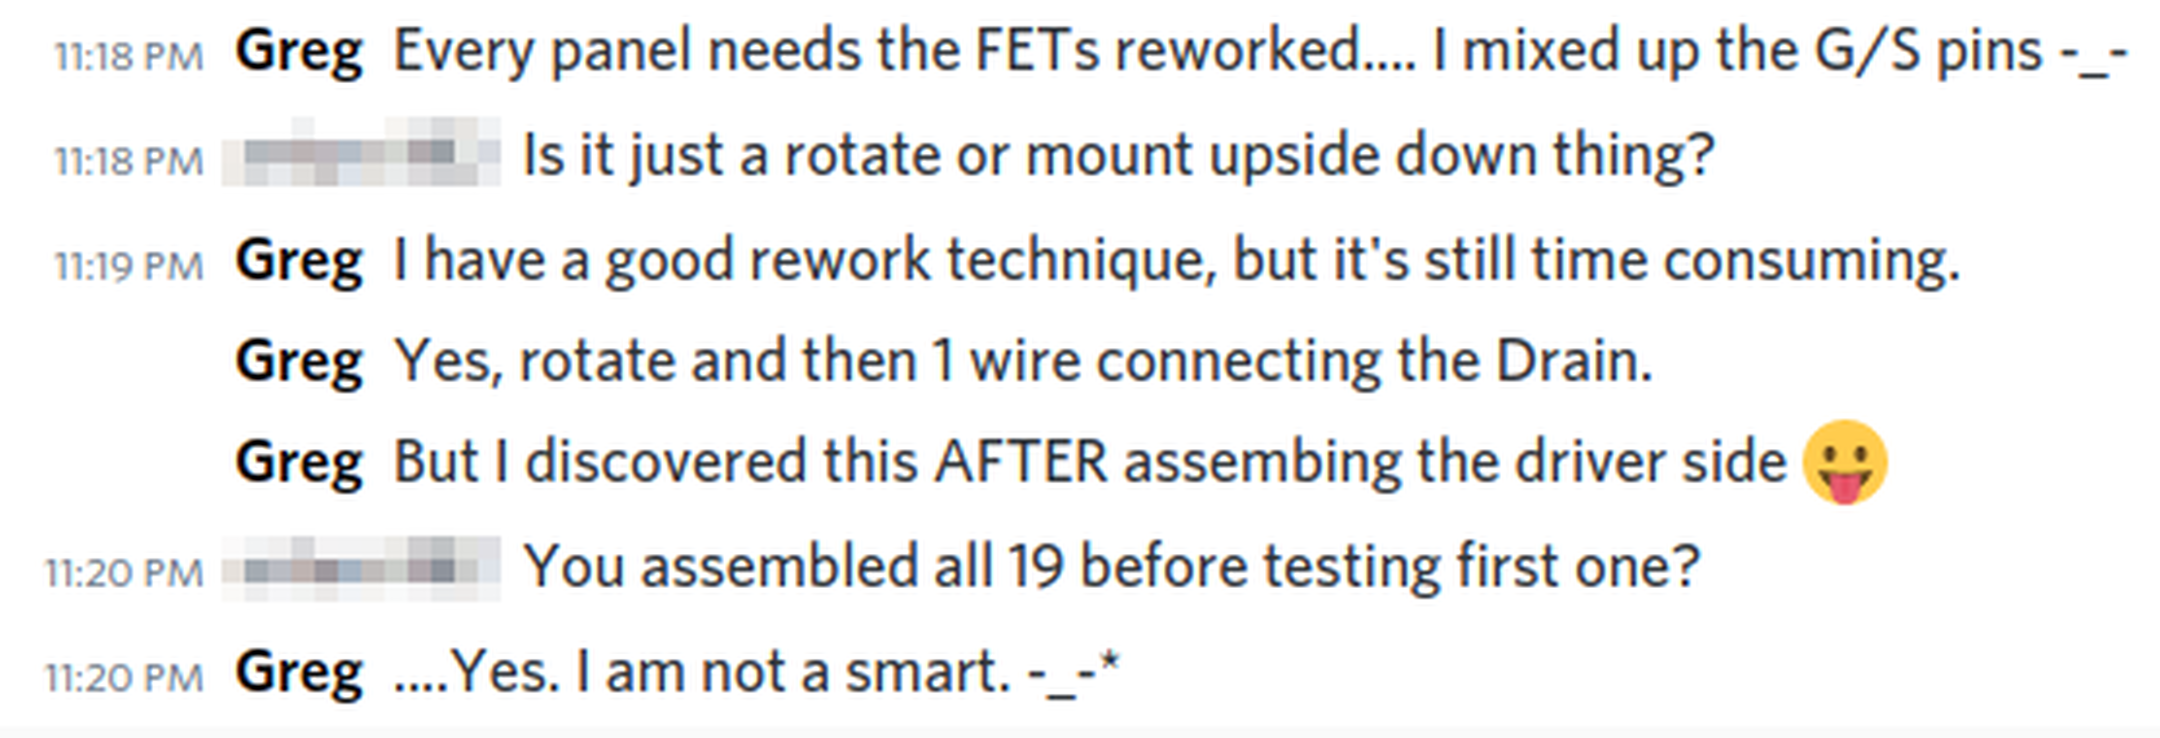 11:18 PM Greg Every panel needs the FETs reworked.... I mixed up the G/S pins -_-
11:18 PM Is it just a rotate or mount upside down thing?
11:19 PM Greg I have a good rework technique, but it's still time consuming.
Greg Yes, rotate and then 1 wire connecting the Drain.
Greg But I discovered this AFTER assembing the driver side 😛
11:20 PM You assembled all 19 before testing first one?
11:20 PM Greg ....Yes. I am not a smart. -_-*